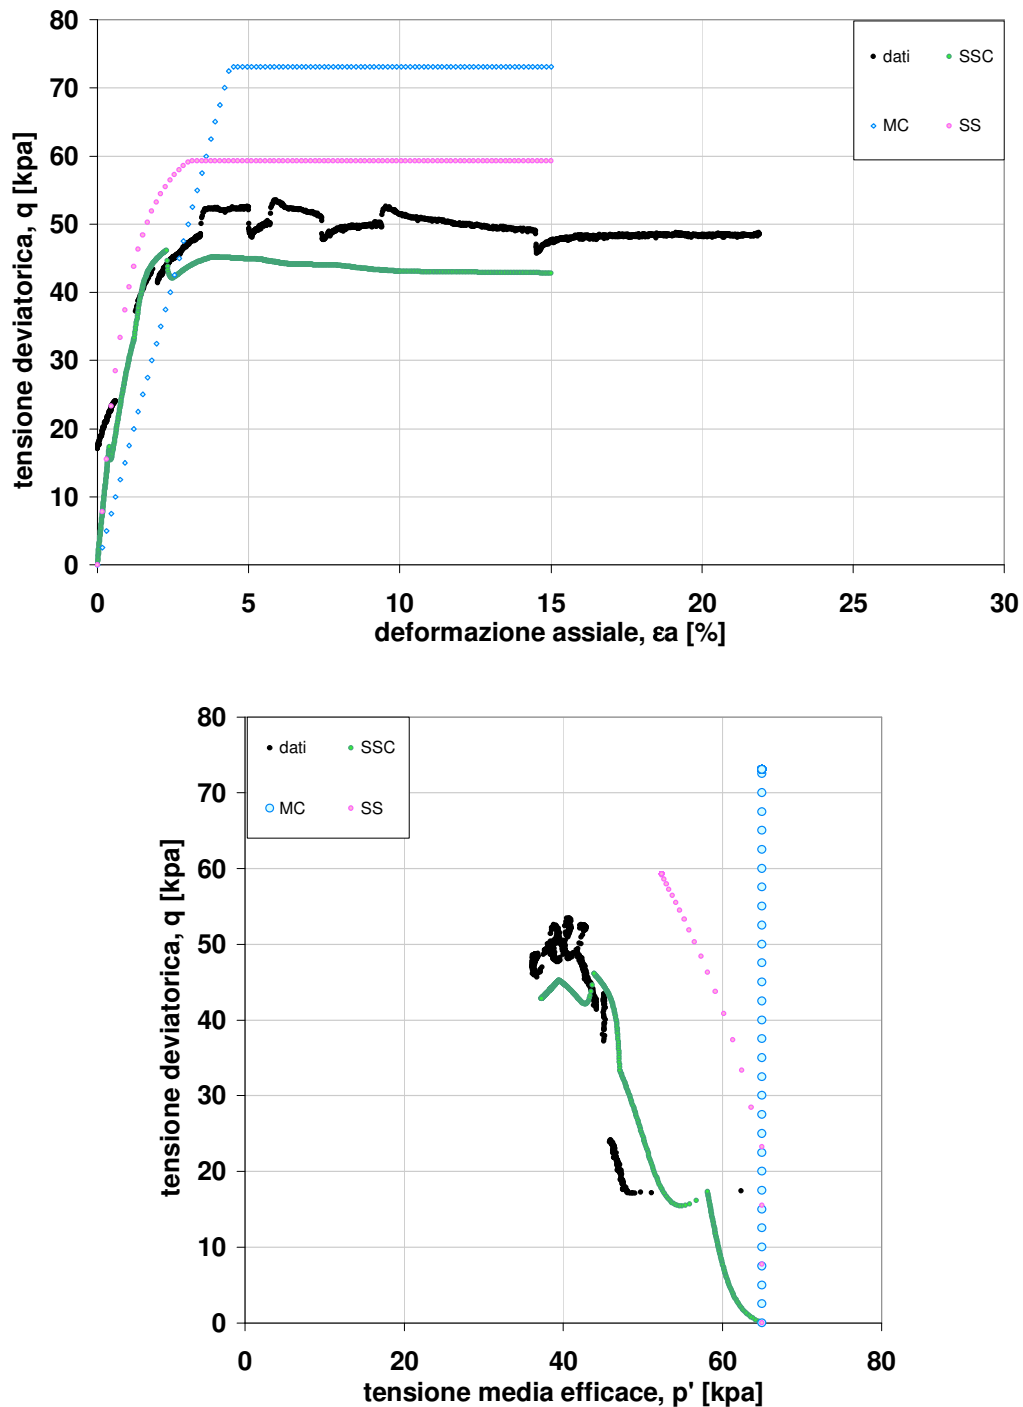 80
70
60
50
40
30
20
10
0
tensione deviatorica, q [kpa]
dati SSC
MC SS
0 5 10 15 20 25 30
deformazione assiale, εa [%]
80
70
60
50
40
30
20
10
0
tensione deviatorica, q [kpa]
dati SSC
MC SS
0 20 40 60 80
tensione media efficace, p' [kpa]